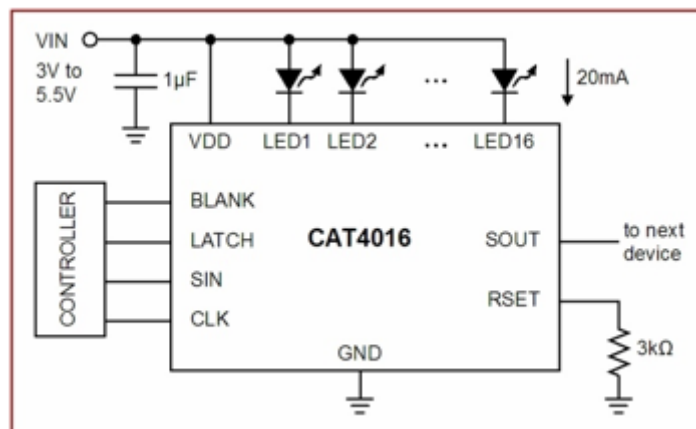 VIN
3V to
5.5V
1µF
...
20mA
VDD LED1 LED2 ... LED16
CONTROLLER
BLANK
LATCH
SIN
CLK
CAT4016
SOUT
to next
device
RSET
3kΩ
GND